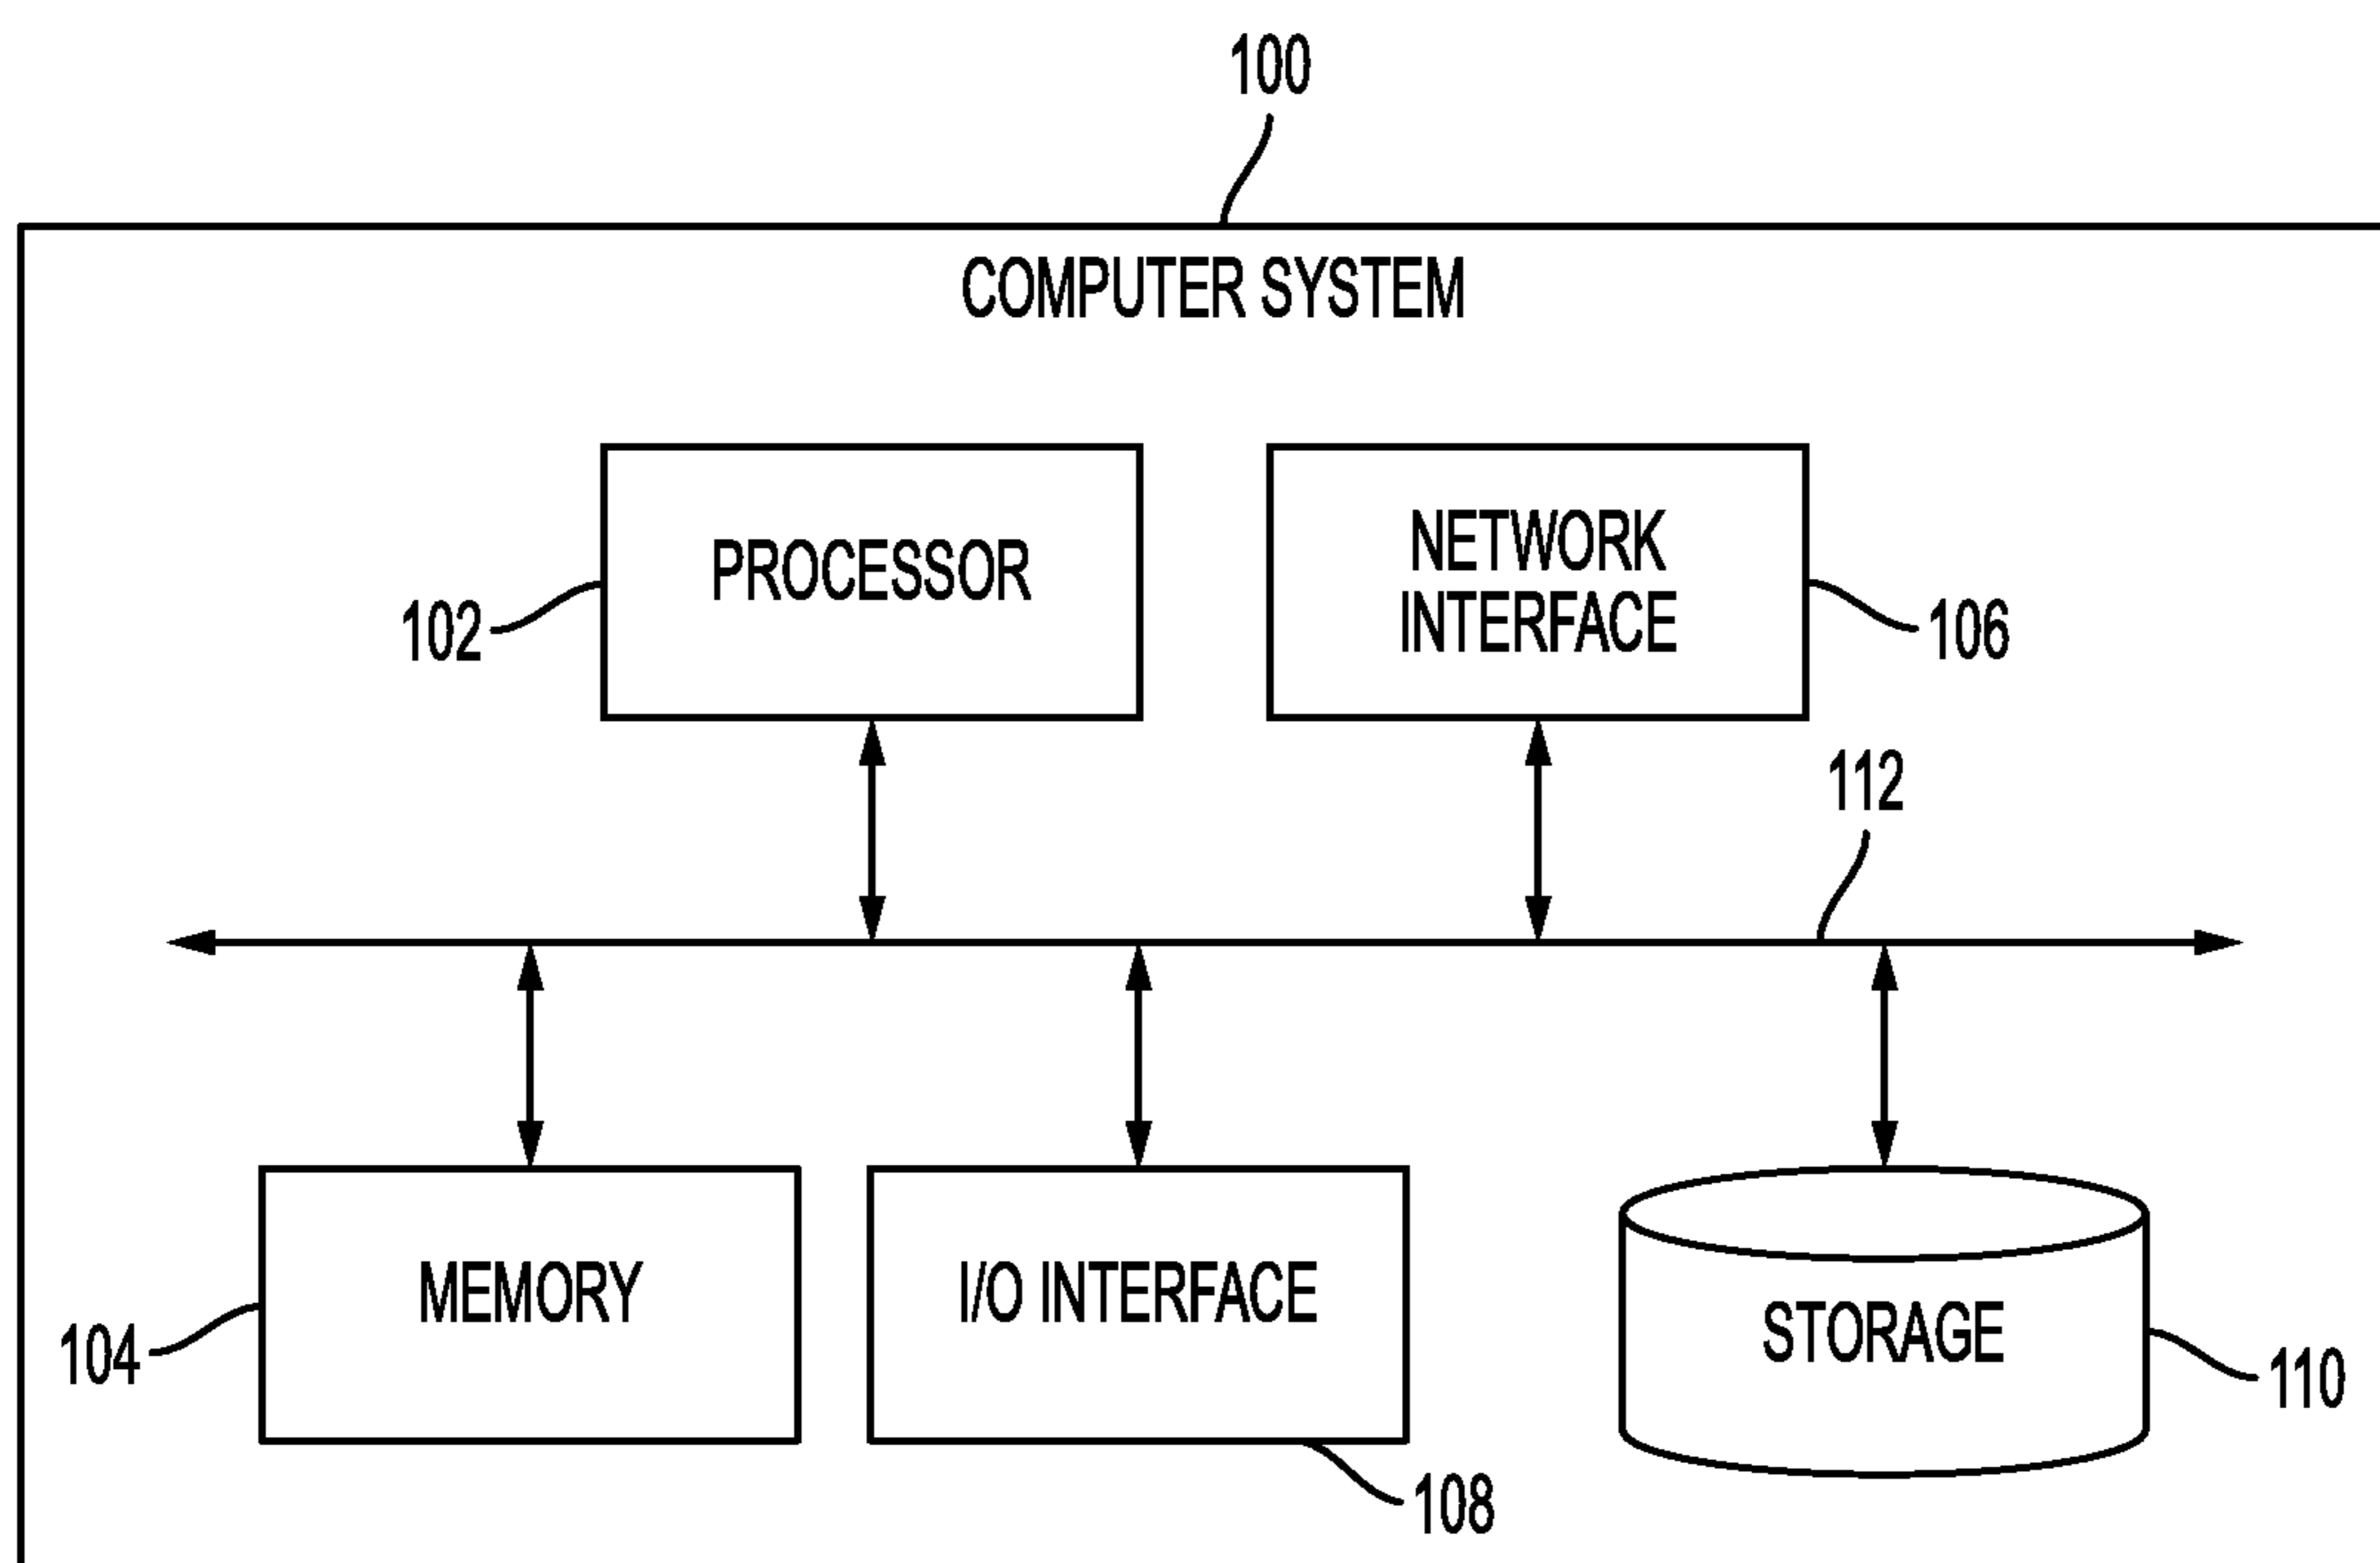 100
COMPUTER SYSTEM
PROCESSOR
NETWORK
INTERFACE
102
106
112
MEMORY
I/O INTERFACE
STORAGE
104
110
108